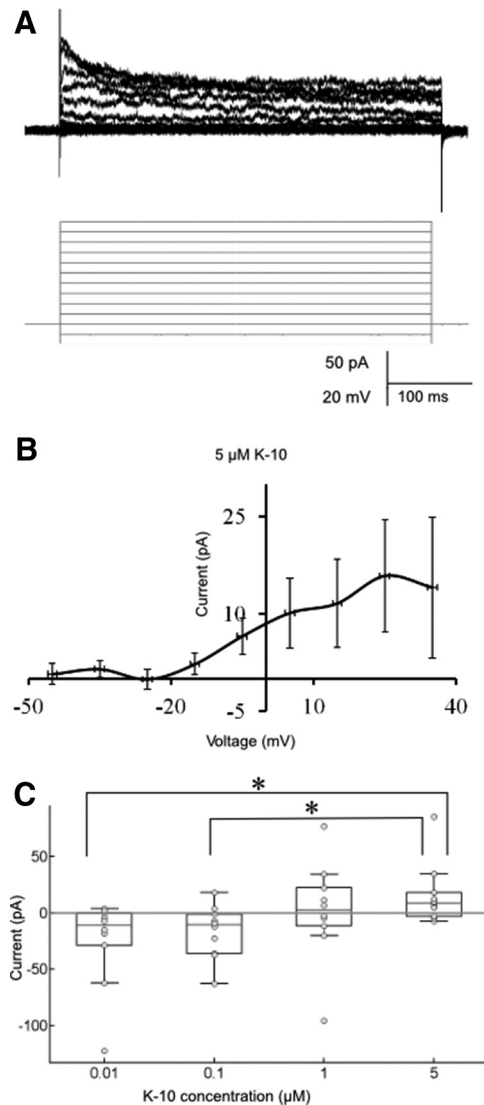 A
50 pA
20 mV
100 ms
B
5 µM K-10
Current (pA)
25
10
-5
-50
-20
10
40
Voltage (mV)
C
*
*
Current (pA)
50
0
-50
-100
0.01
0.1
1
5
K-10 concentration (µM)